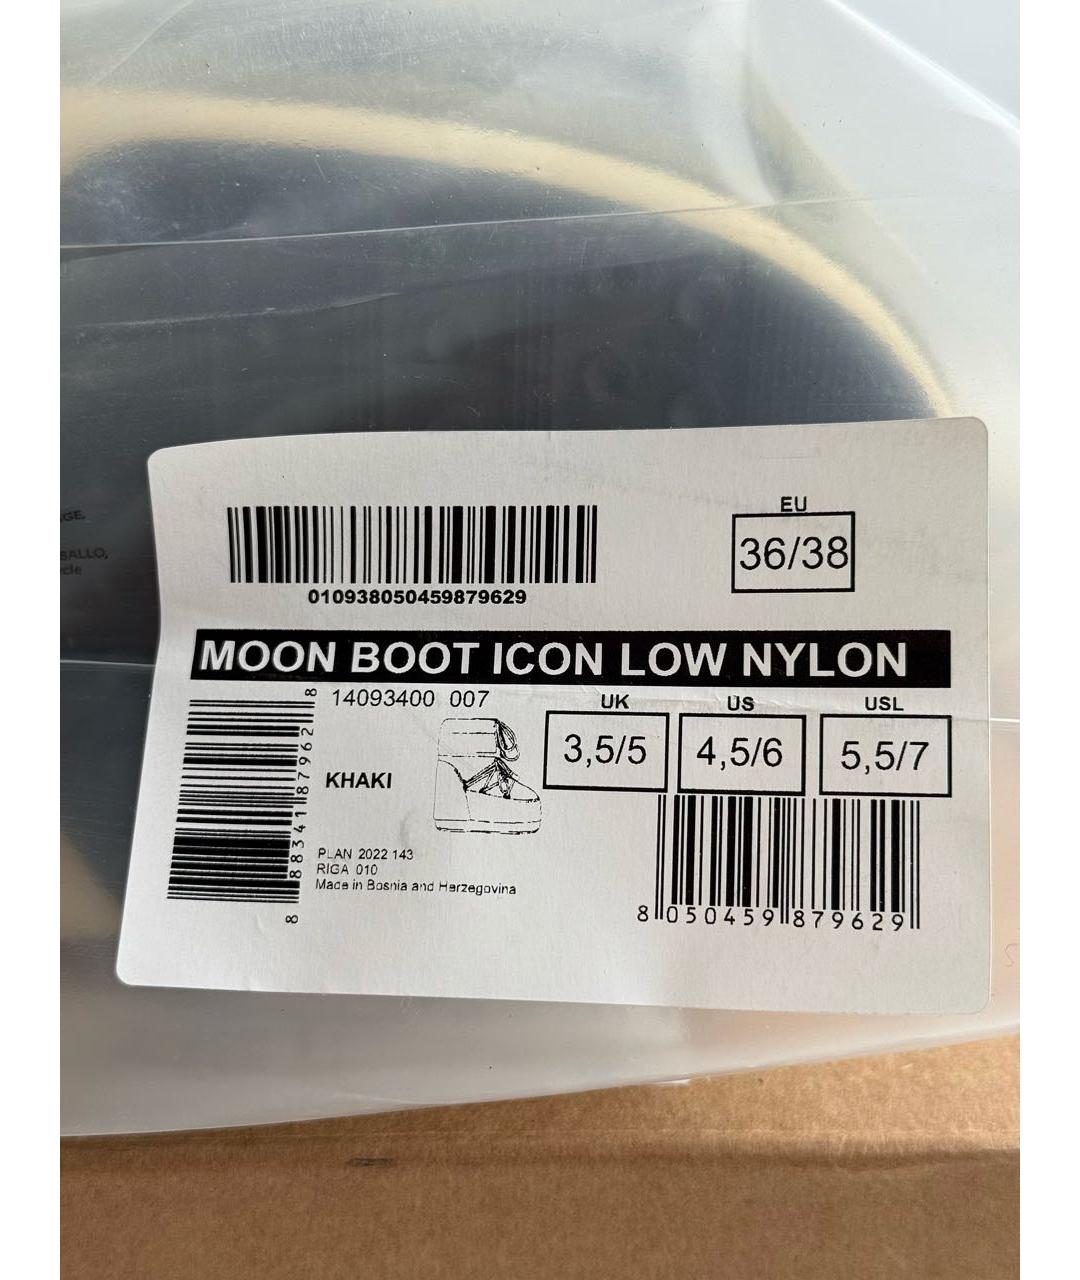 EU
36/38
010938050459879629
MOON BOOT ICON LOW NYLON
14093400 007
UK
US
USL
3,5/5
4,5/6
5,5/7
KHAKI
PLAN 2022 143
RIGA 010
Made in Bosnia and Herzegovina
8 88341 87962 8
8 050459 879629
GE.
SALLO,